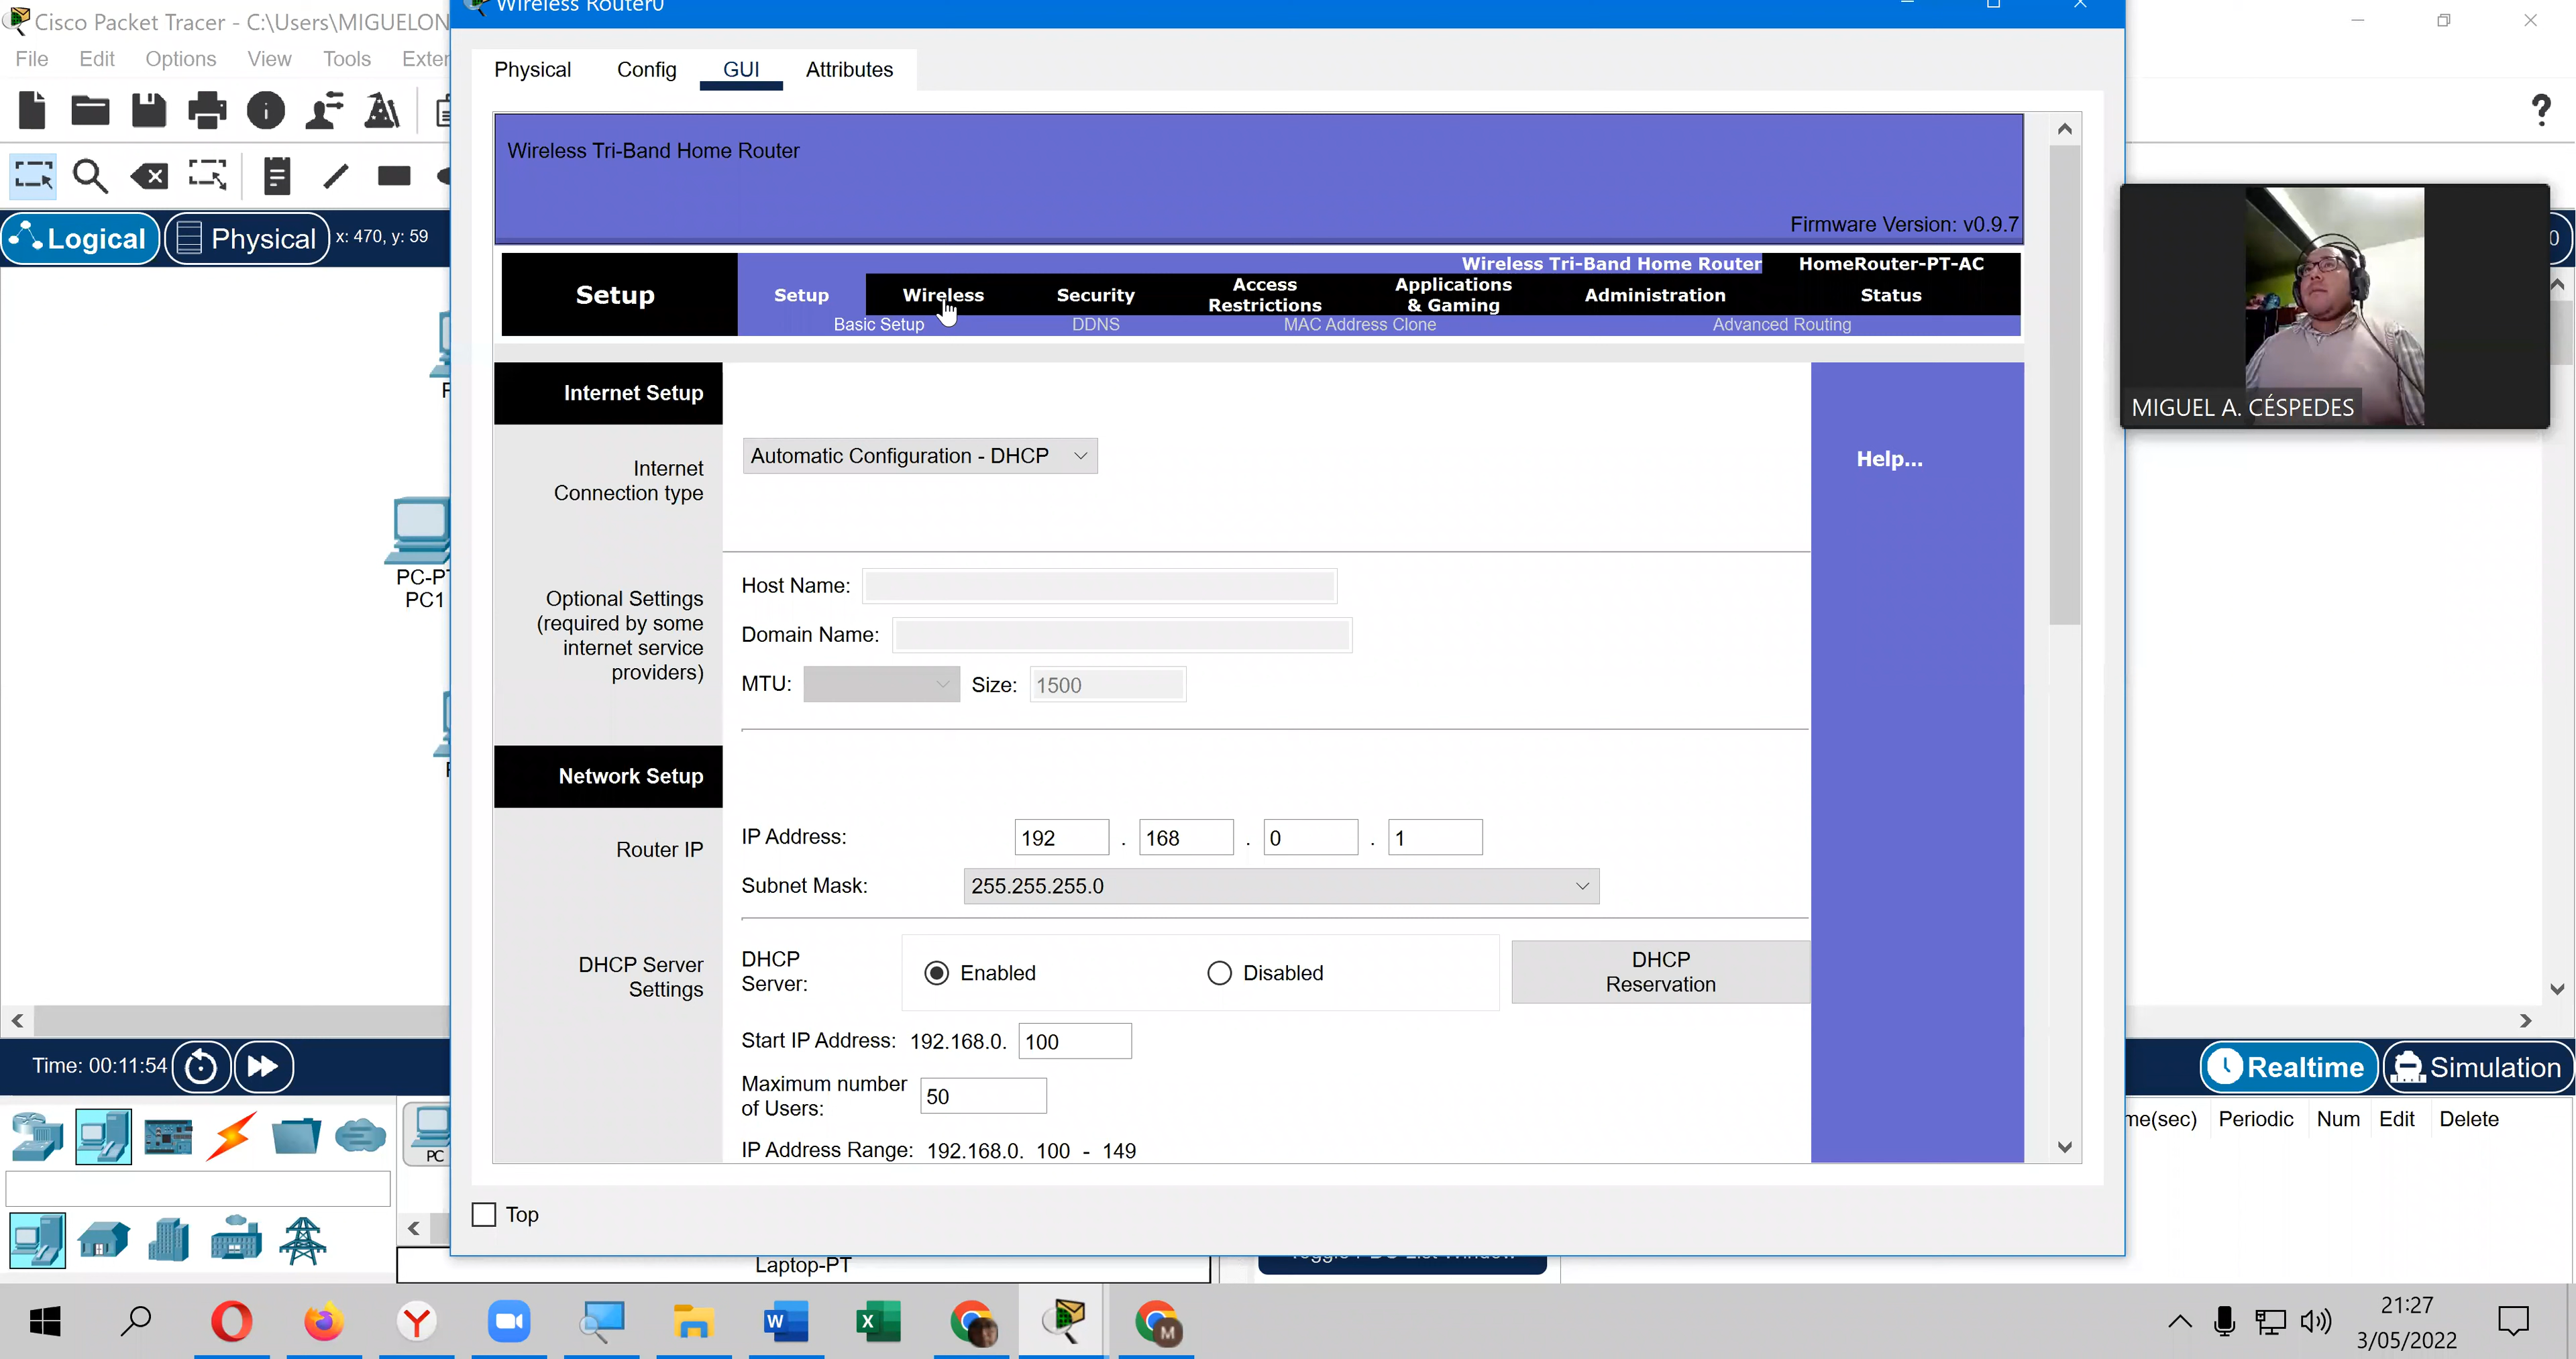 Cisco Packet Tracer - C:\Users\MIGUELON
Wireless Router0
File Edit Options View Tools Exter
Physical Config GUI Attributes
Wireless Tri-Band Home Router
Firmware Version: v0.9.7
Logical Physical x: 470, y: 59
Wireless Tri-Band Home Router HomeRouter-PT-AC
Setup
Setup Wireless Security Access Restrictions Applications & Gaming Administration Status
Basic Setup DDNS MAC Address Clone Advanced Routing
MIGUEL A. CÉSPEDES
Internet Setup
Internet
Connection type
Automatic Configuration - DHCP
Help...
Optional Settings
(required by some
internet service
providers)
Host Name:
Domain Name:
MTU: Size: 1500
PC-PT
PC1
Network Setup
Router IP
IP Address: 192 . 168 . 0 . 1
Subnet Mask: 255.255.255.0
DHCP Server
Settings
DHCP
Server:
Enabled Disabled
DHCP
Reservation
Start IP Address: 192.168.0. 100
Maximum number
of Users:
50
IP Address Range: 192.168.0. 100 - 149
Time: 00:11:54
Realtime Simulation
me(sec) Periodic Num Edit Delete
PC
Top
Laptop-PT
21:27
3/05/2022